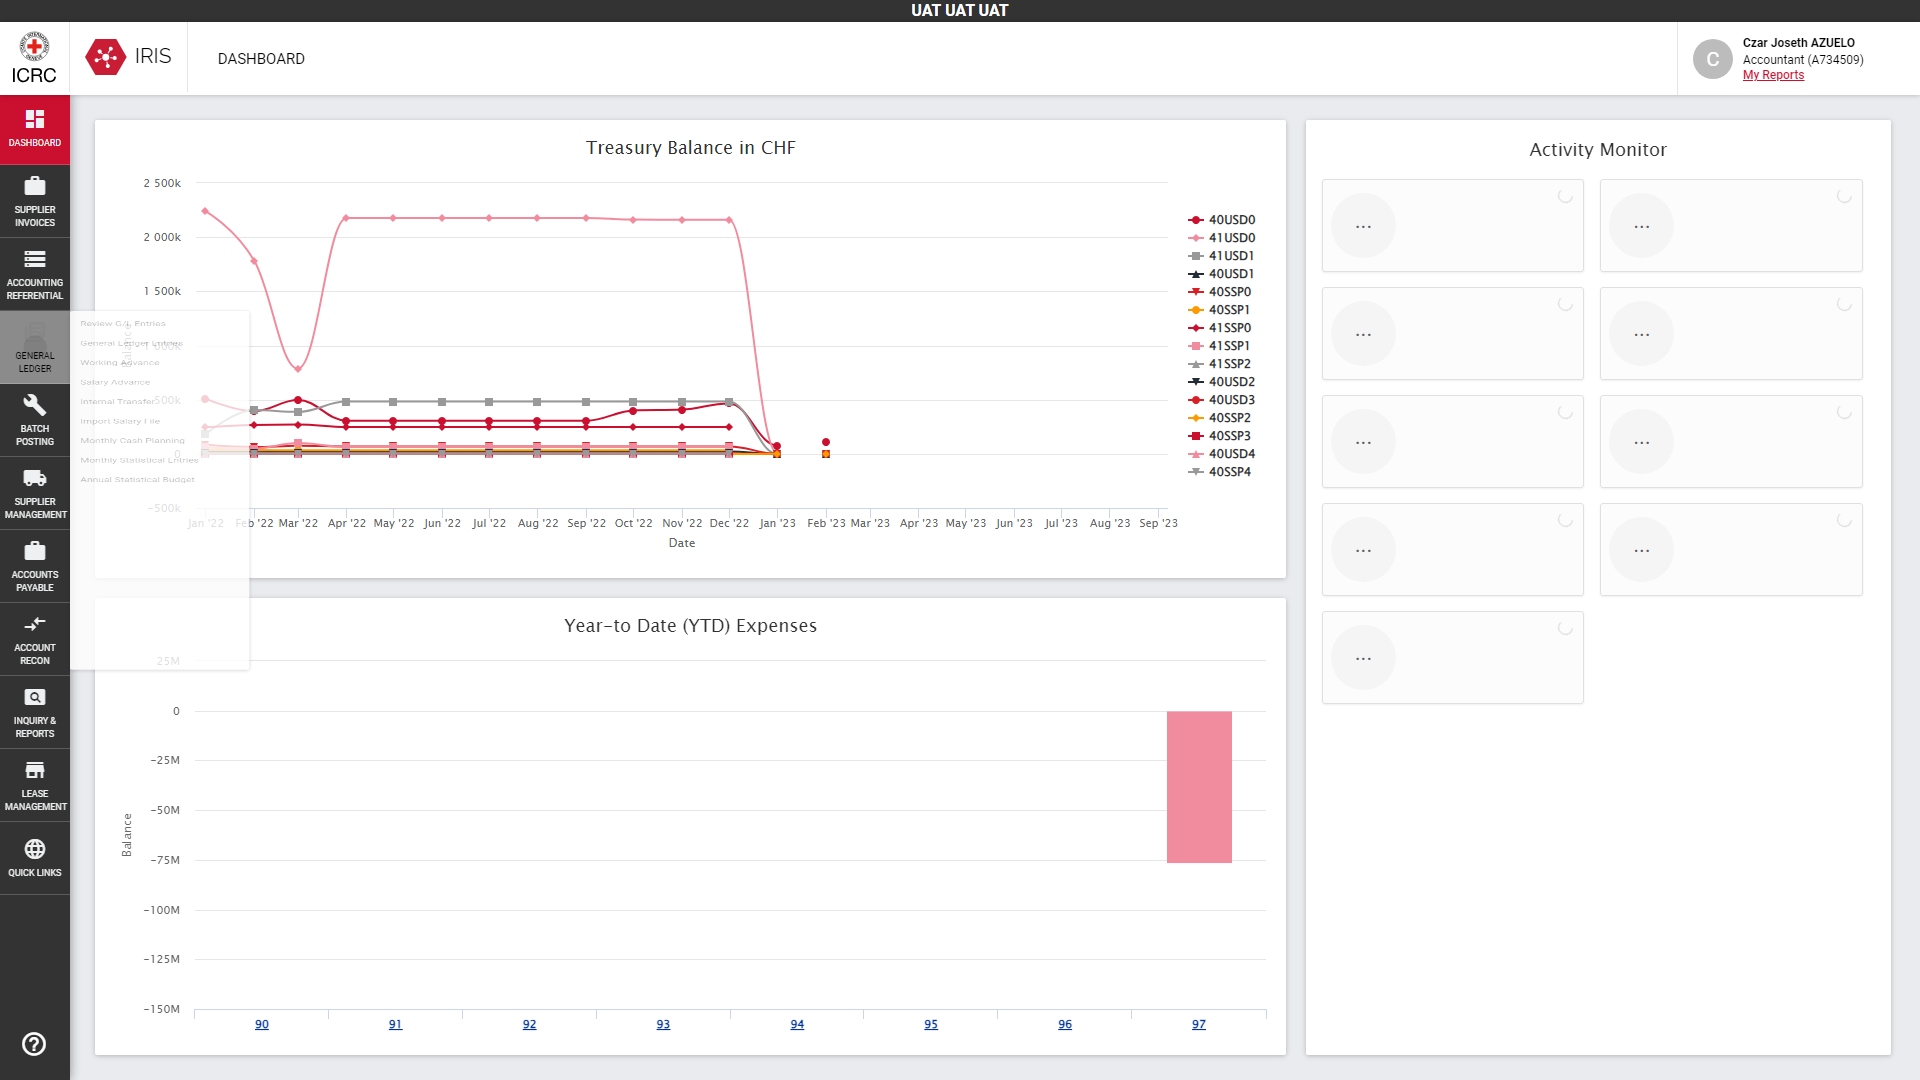 UAT UAT UAT
ICRC
IRIS
DASHBOARD
C
Czar Joseth AZUELO
Accountant (A734509)
My Reports
DASHBOARD
SUPPLIER
INVOICES
ACCOUNTING
REFERENTIAL
GENERAL
LEDGER
BATCH
POSTING
SUPPLIER
MANAGEMENT
ACCOUNTS
PAYABLE
ACCOUNT
RECON
INQUIRY &
REPORTS
LEASE
MANAGEMENT
QUICK LINKS
Review G/L Entries
General Ledger Entries
Working Advance
Salary Advance
Internal Transfer
Import Salary File
Monthly Cash Planning
Monthly Statistical Entries
Annual Statistical Budget
Treasury Balance in CHF
2 500k
2 000k
1 500k
1 000k
500k
0
-500k
Balance
Jan '22
Feb '22
Mar '22
Apr '22
May '22
Jun '22
Jul '22
Aug '22
Sep '22
Oct '22
Nov '22
Dec '22
Jan '23
Feb '23
Mar '23
Apr '23
May '23
Jun '23
Jul '23
Aug '23
Sep '23
Date
40USD0
41USD0
41USD1
40USD1
40SSP0
40SSP1
41SSP0
41SSP1
41SSP2
40USD2
40USD3
40SSP2
40SSP3
40USD4
40SSP4
Year-to Date (YTD) Expenses
25M
0
-25M
-50M
-75M
-100M
-125M
-150M
Balance
90
91
92
93
94
95
96
97
Activity Monitor
...
...
...
...
...
...
...
...
...